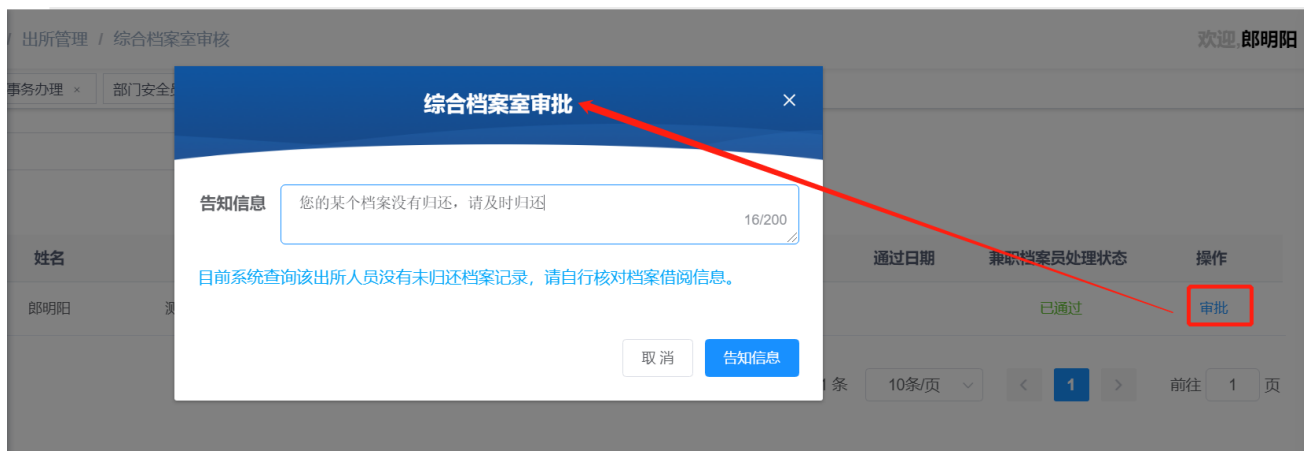 / 出所管理 / 综合档案室审核
欢迎,郎明阳
事务办理 ×
部门安全
综合档案室审批
×
告知信息
您的某个档案没有归还，请及时归还
16/200
目前系统查询该出所人员没有未归还档案记录，请自行核对档案借阅信息。
取消
告知信息
姓名
通过日期
兼职档案员处理状态
操作
郎明阳
已通过
审批
条
10条/页
<
1
>
前往
1
页